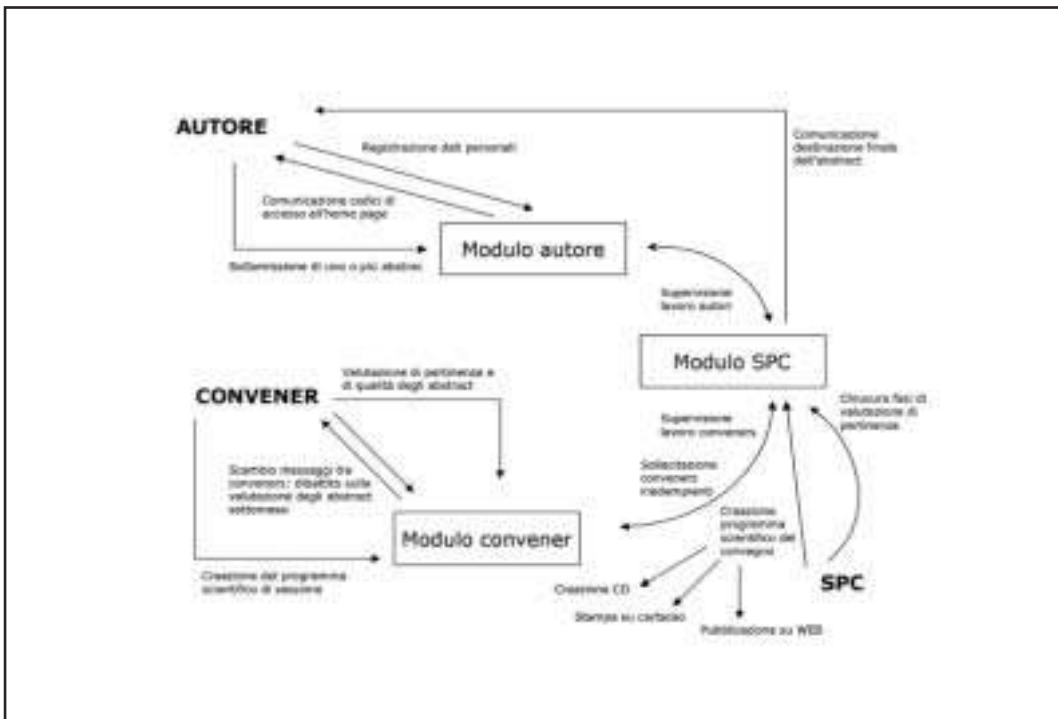 AUTORE
Registrazione dati personali
Comunicazione
destinazione finale
dell'abstract
Comunicazione codici di
accesso all'home page
Modulo autore
Sottomissione di uno o più abstract
Supervisione
lavoro autori
Modulo SPC
Valutazione di pertinenza e
di qualità degli abstract
CONVENER
Chiusura fasi di
valutazione di
pertinenza
Supervisione
lavoro conveners
Sollecitazione
conveners
inadempienti
Scambio messaggi tra
conveners: dibattito sulla
valutazione degli abstract
sottomessi
Modulo convener
Creazione
programma
scientifico del
convegno
Creazione del programma
scientifico di sessione
Creazione CD
SPC
Stampa su cartaceo
Pubblicazione su WEB